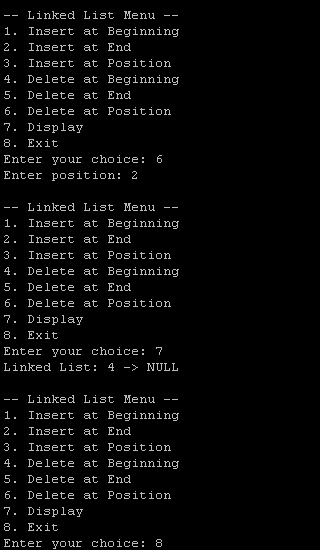 -- Linked List Menu --
1. Insert at Beginning
2. Insert at End
3. Insert at Position
4. Delete at Beginning
5. Delete at End
6. Delete at Position
7. Display
8. Exit
Enter your choice: 6
Enter position: 2
-- Linked List Menu --
1. Insert at Beginning
2. Insert at End
3. Insert at Position
4. Delete at Beginning
5. Delete at End
6. Delete at Position
7. Display
8. Exit
Enter your choice: 7
Linked List: 4 -> NULL
-- Linked List Menu --
1. Insert at Beginning
2. Insert at End
3. Insert at Position
4. Delete at Beginning
5. Delete at End
6. Delete at Position
7. Display
8. Exit
Enter your choice: 8